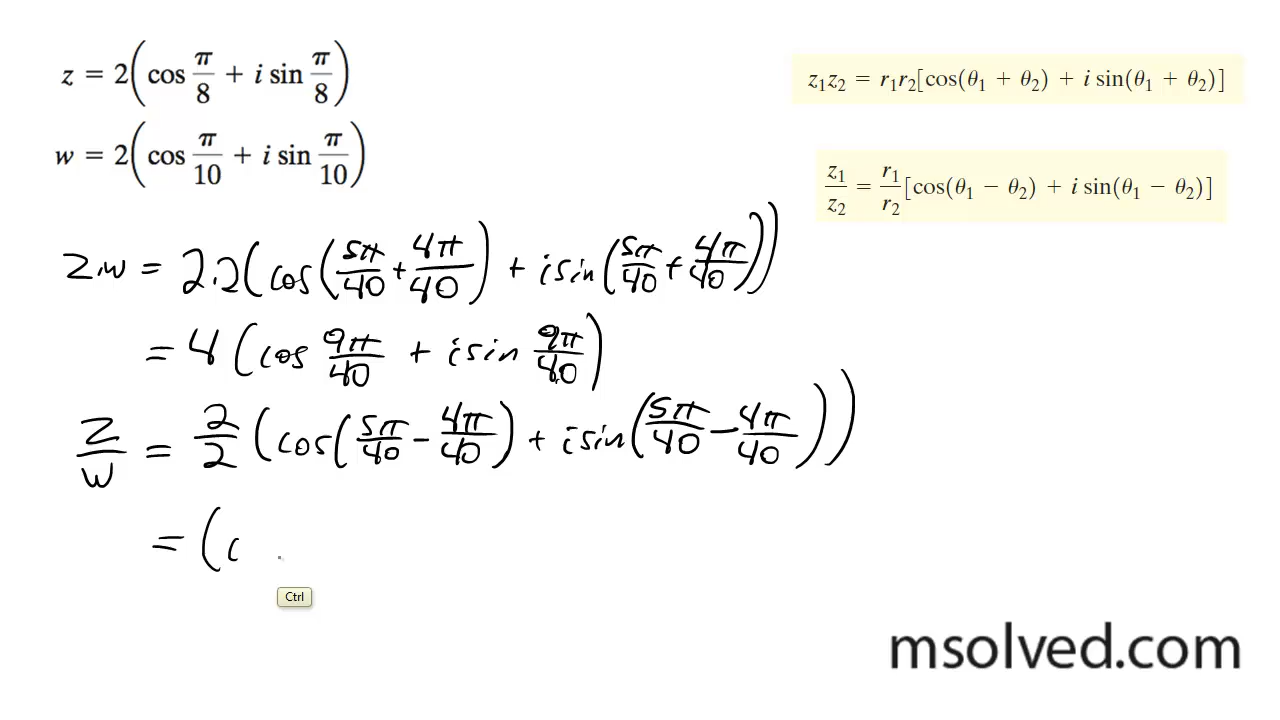 z = 2(cos π/8 + i sin π/8)
w = 2(cos π/10 + i sin π/10)
z₁z₂ = r₁r₂[cos(θ₁ + θ₂) + i sin(θ₁ + θ₂)]
z₁/z₂ = r₁/r₂[cos(θ₁ − θ₂) + i sin(θ₁ − θ₂)]
z.w = 2.2(cos(5π/40 + 4π/40) + i sin(5π/40 + 4π/40))
= 4(cos 9π/40 + i sin 9π/40)
z/w = 2/2 (cos(5π/40 − 4π/40) + i sin(5π/40 − 4π/40))
= (c
Ctrl
msolved.com